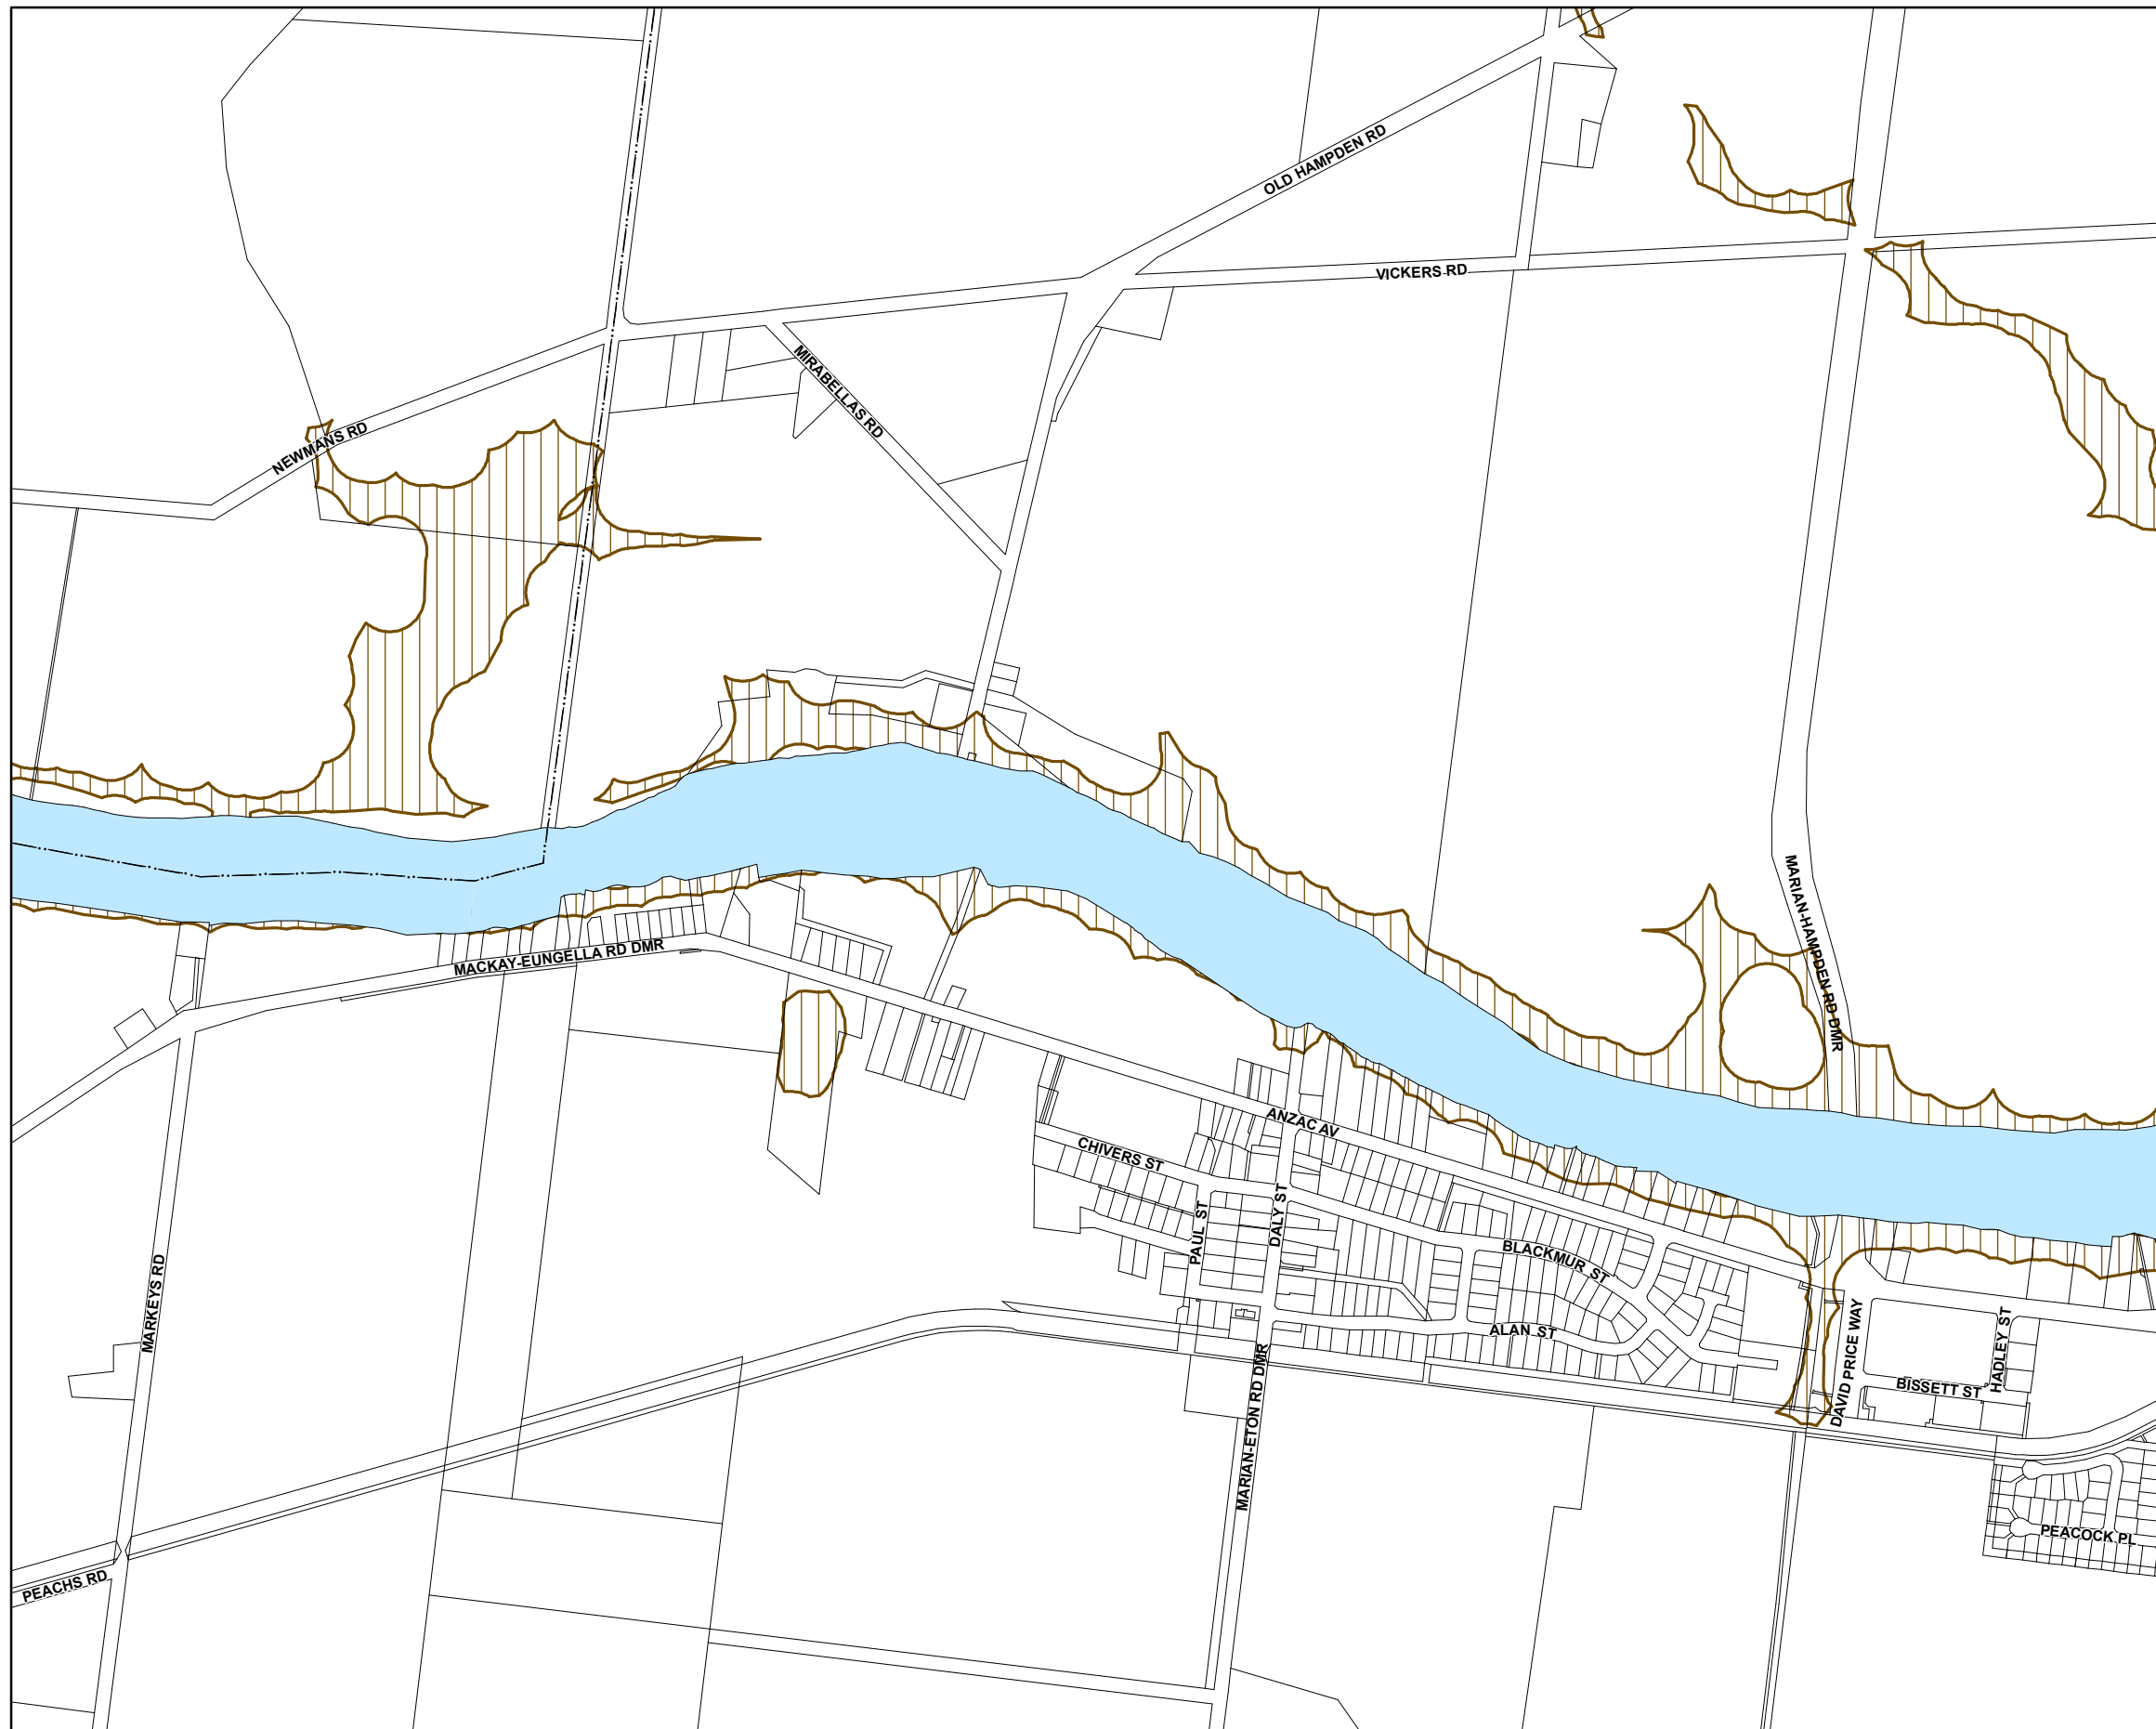 OLD HAMPDEN RD
VICKERS RD
MIRABELLAS RD
NEWMANS RD
MARIAN-HAMPDEN RD DMR
MACKAY-EUNGELLA RD DMR
ANZAC AV
CHIVERS ST
PAUL ST
DALY ST
BLACKMUR ST
ALAN ST
MARKEYS RD
DAVID PRICE WAY
HADLEY ST
BISSETT ST
MARIAN-ETON RD DMR
PEACOCK PL
PEACHS RD